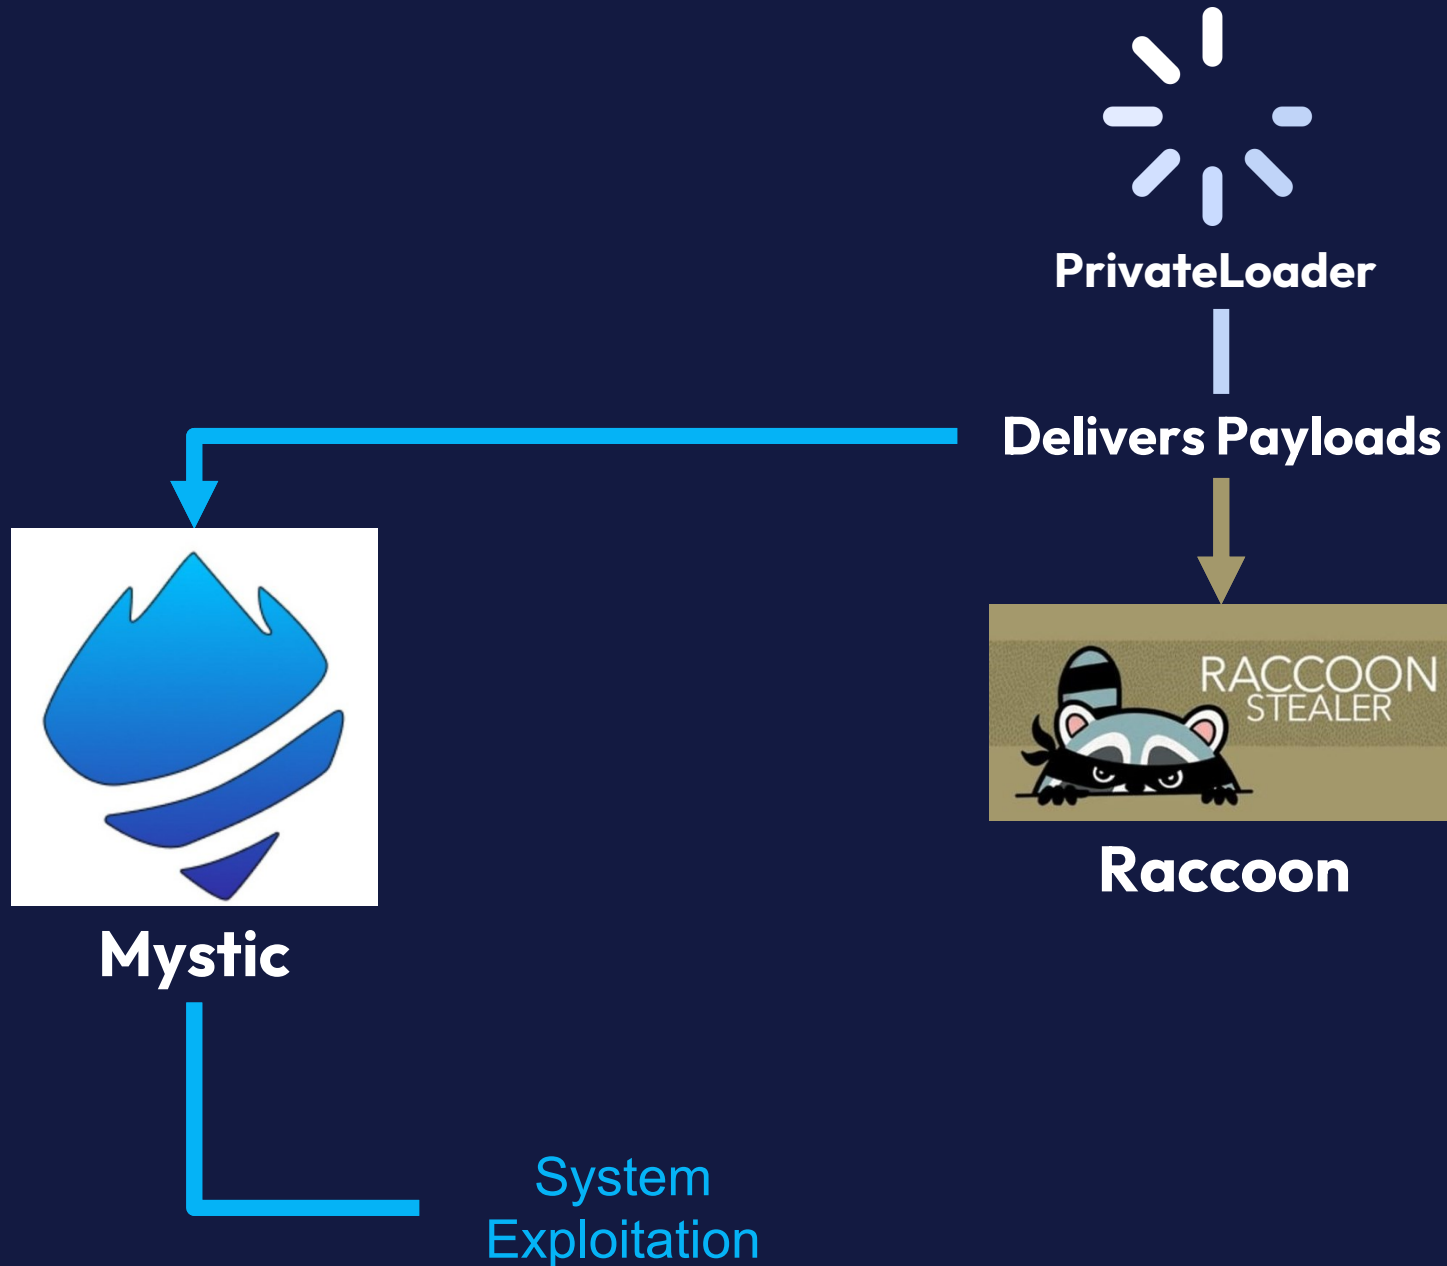 PrivateLoader
Delivers Payloads
RACCOON
STEALER
Raccoon
Mystic
System
Exploitation